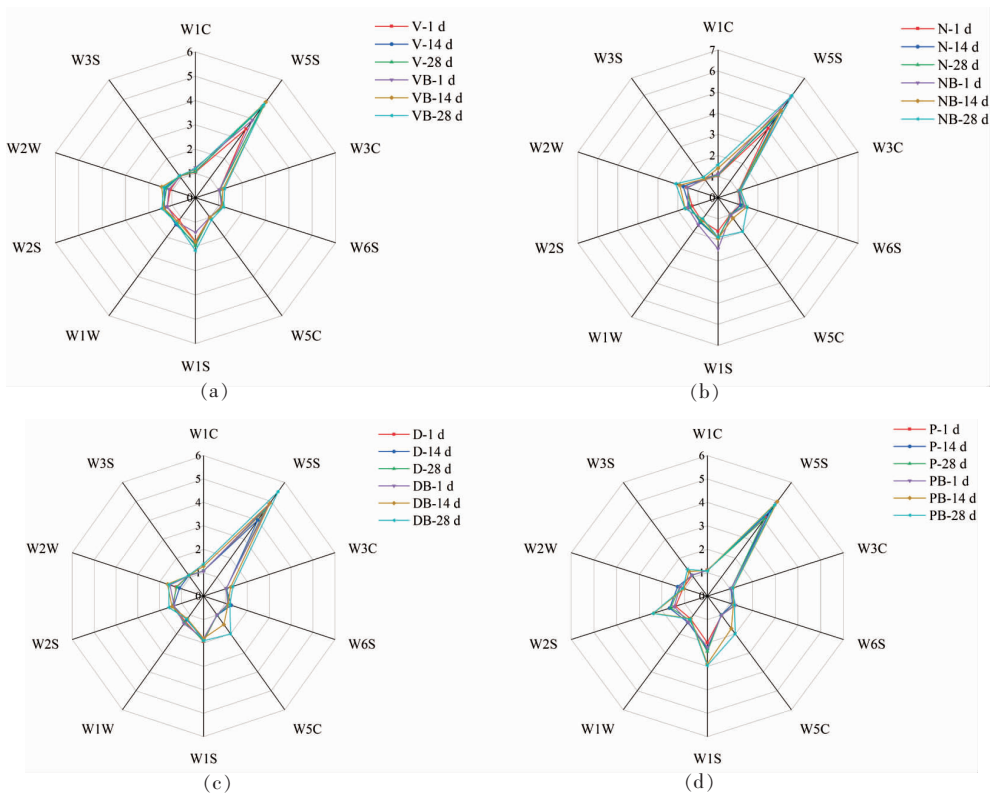 W1C
W5S
W3C
W6S
W5C
W1S
W1W
W2S
W2W
W3S
6
5
4
3
2
1
0
V-1 d
V-14 d
V-28 d
VB-1 d
VB-14 d
VB-28 d
(a)
W1C
W5S
W3C
W6S
W5C
W1S
W1W
W2S
W2W
W3S
7
6
5
4
3
2
1
0
N-1 d
N-14 d
N-28 d
NB-1 d
NB-14 d
NB-28 d
(b)
W1C
W5S
W3C
W6S
W5C
W1S
W1W
W2S
W2W
W3S
6
5
4
3
2
1
0
D-1 d
D-14 d
D-28 d
DB-1 d
DB-14 d
DB-28 d
(c)
W1C
W5S
W3C
W6S
W5C
W1S
W1W
W2S
W2W
W3S
6
5
4
3
2
1
0
P-1 d
P-14 d
P-28 d
PB-1 d
PB-14 d
PB-28 d
(d)